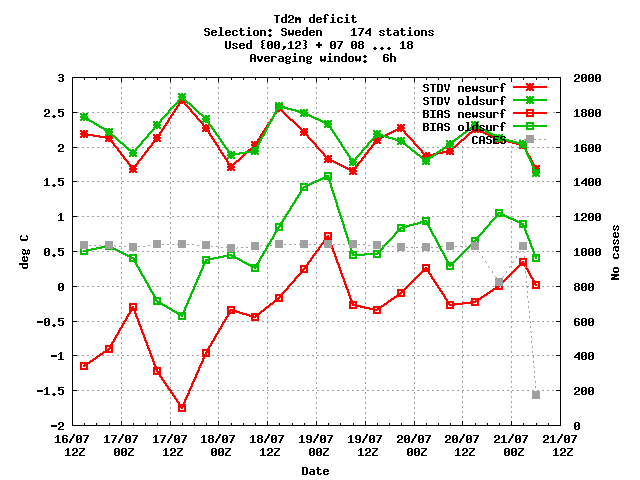 Td2m deficit
Selection: Sweden    174 stations
Used {00,12} + 07 08 ... 18
Averaging window:  6h
STDV newsurf
STDV oldsurf
BIAS newsurf
BIAS oldsurf
CASES
3
2.5
2
1.5
1
0.5
0
-0.5
-1
-1.5
-2
deg C
2000
1800
1600
1400
1200
1000
800
600
400
200
0
No cases
16/07 17/07 17/07 18/07 18/07 19/07 19/07 20/07 20/07 21/07 21/07
12Z 00Z 12Z 00Z 12Z 00Z 12Z 00Z 12Z 00Z 12Z
Date